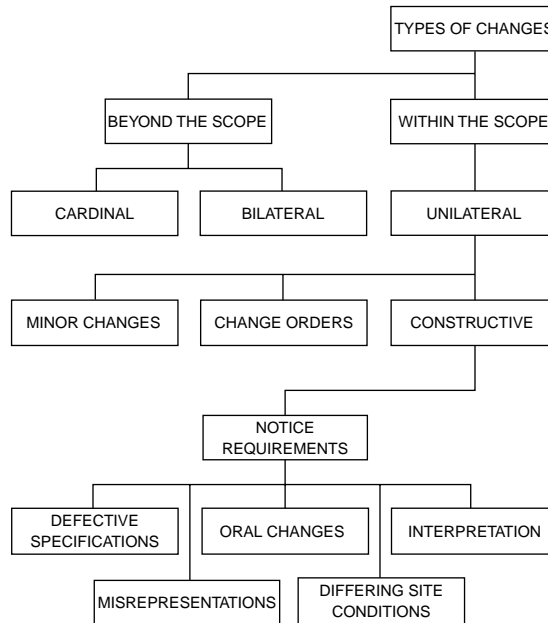 TYPES OF CHANGES
BEYOND THE SCOPE
WITHIN THE SCOPE
CARDINAL
BILATERAL
UNILATERAL
MINOR CHANGES
CHANGE ORDERS
CONSTRUCTIVE
NOTICE
REQUIREMENTS
DEFECTIVE
SPECIFICATIONS
ORAL CHANGES
INTERPRETATION
MISREPRESENTATIONS
DIFFERING SITE
CONDITIONS